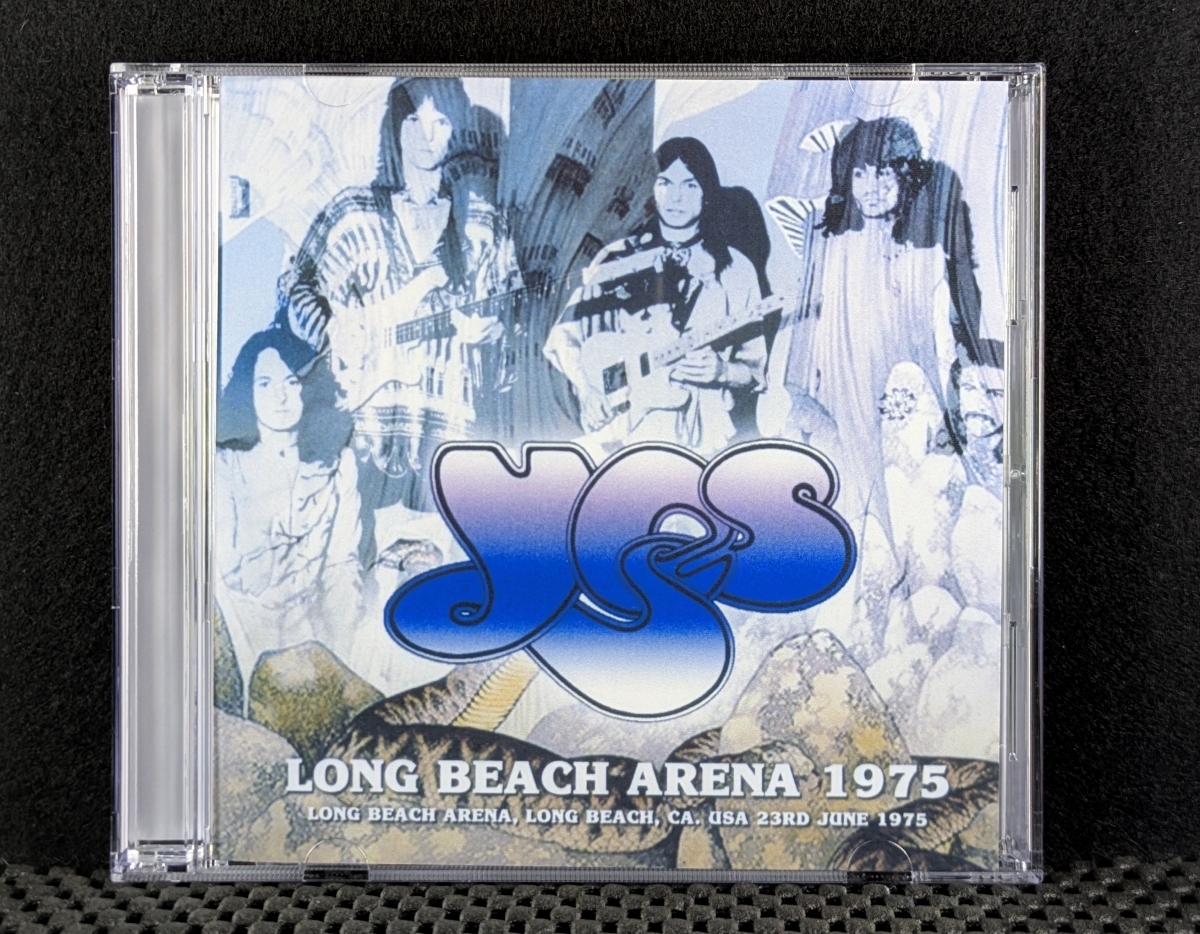 yes
LONG BEACH ARENA 1975
LONG BEACH ARENA, LONG BEACH, CA. USA 23RD JUNE 1975